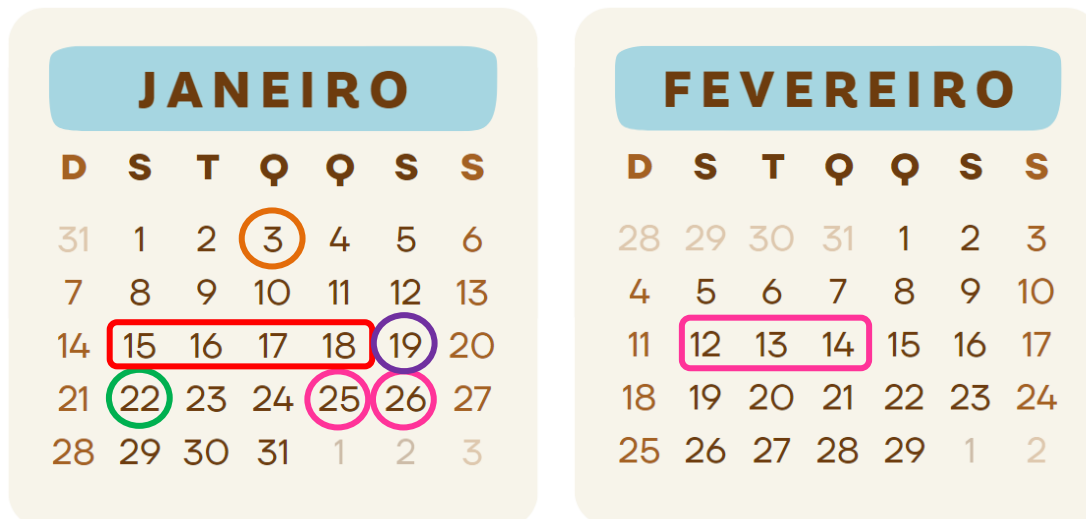 JANEIRO
D S T Q Q S S
31 1 2 3 4 5 6
7 8 9 10 11 12 13
14 15 16 17 18 19 20
21 22 23 24 25 26 27
28 29 30 31 1 2 3
FEVEREIRO
D S T Q Q S S
28 29 30 31 1 2 3
4 5 6 7 8 9 10
11 12 13 14 15 16 17
18 19 20 21 22 23 24
25 26 27 28 29 1 2